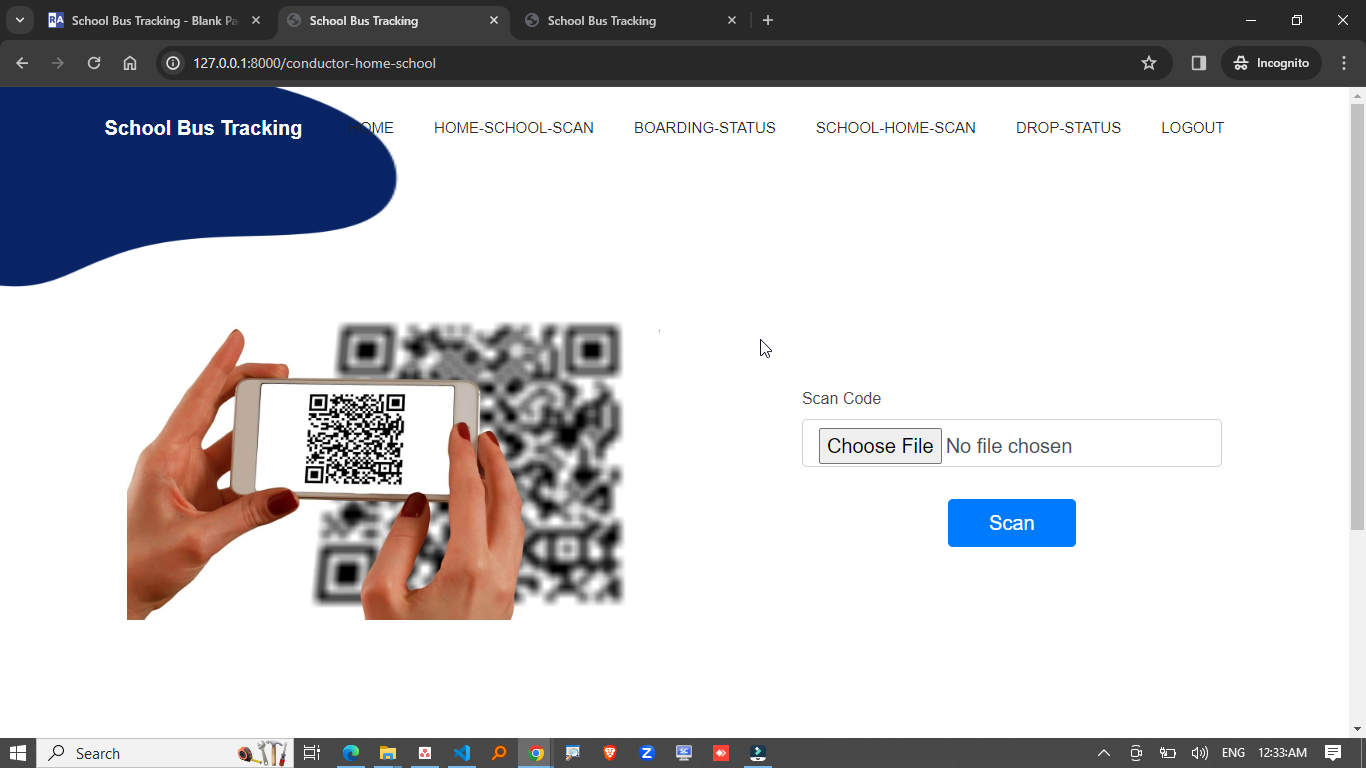 School Bus Tracking - Blank Pa
School Bus Tracking
School Bus Tracking
127.0.0.1:8000/conductor-home-school
Incognito
School Bus Tracking
HOME
HOME-SCHOOL-SCAN
BOARDING-STATUS
SCHOOL-HOME-SCAN
DROP-STATUS
LOGOUT
Scan Code
Choose File No file chosen
Scan
Search
ENG
12:33:AM